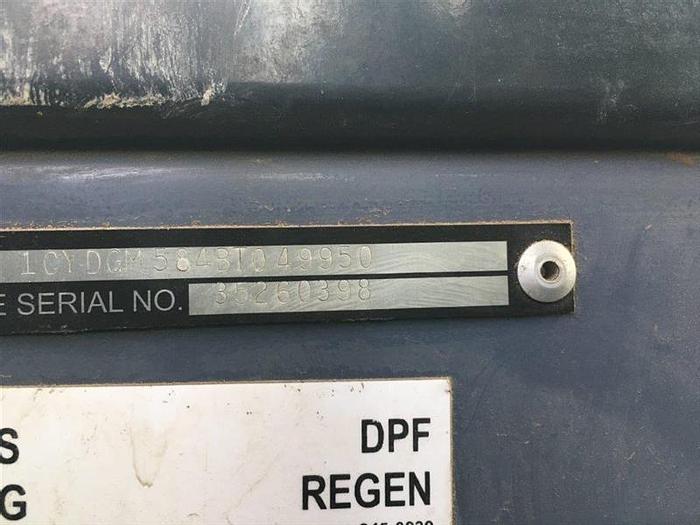 1CYDGM584BT049950
E SERIAL NO. 35260398
S DPF
G REGEN